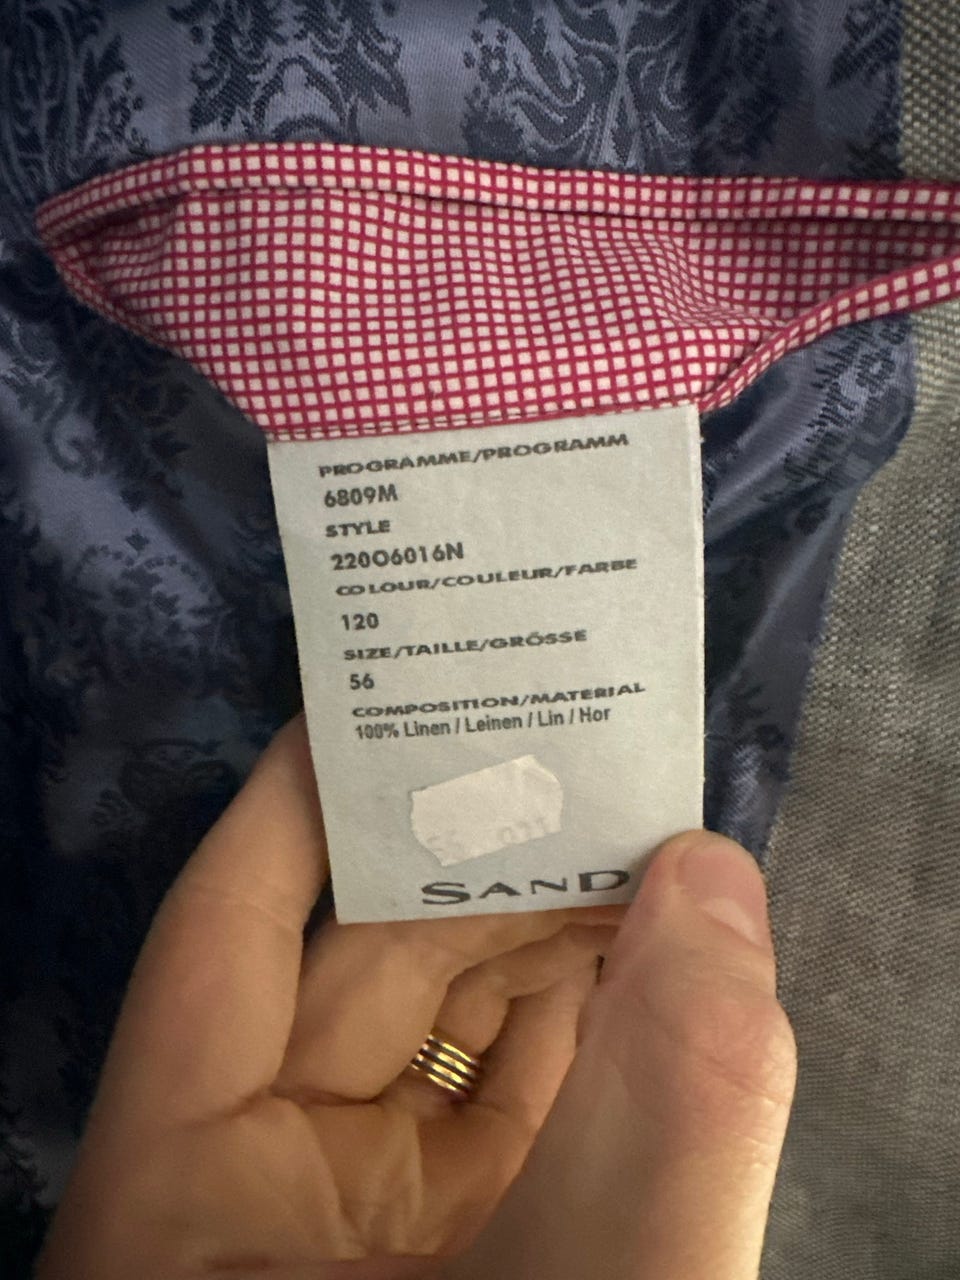 PROGRAMME/PROGRAMM
6809M
STYLE
220O6016N
COLOUR/COULEUR/FARBE
120
SIZE/TAILLE/GRÖSSE
56
COMPOSITION/MATERIAL
100% Linen / Leinen / Lin / Hor
SAND